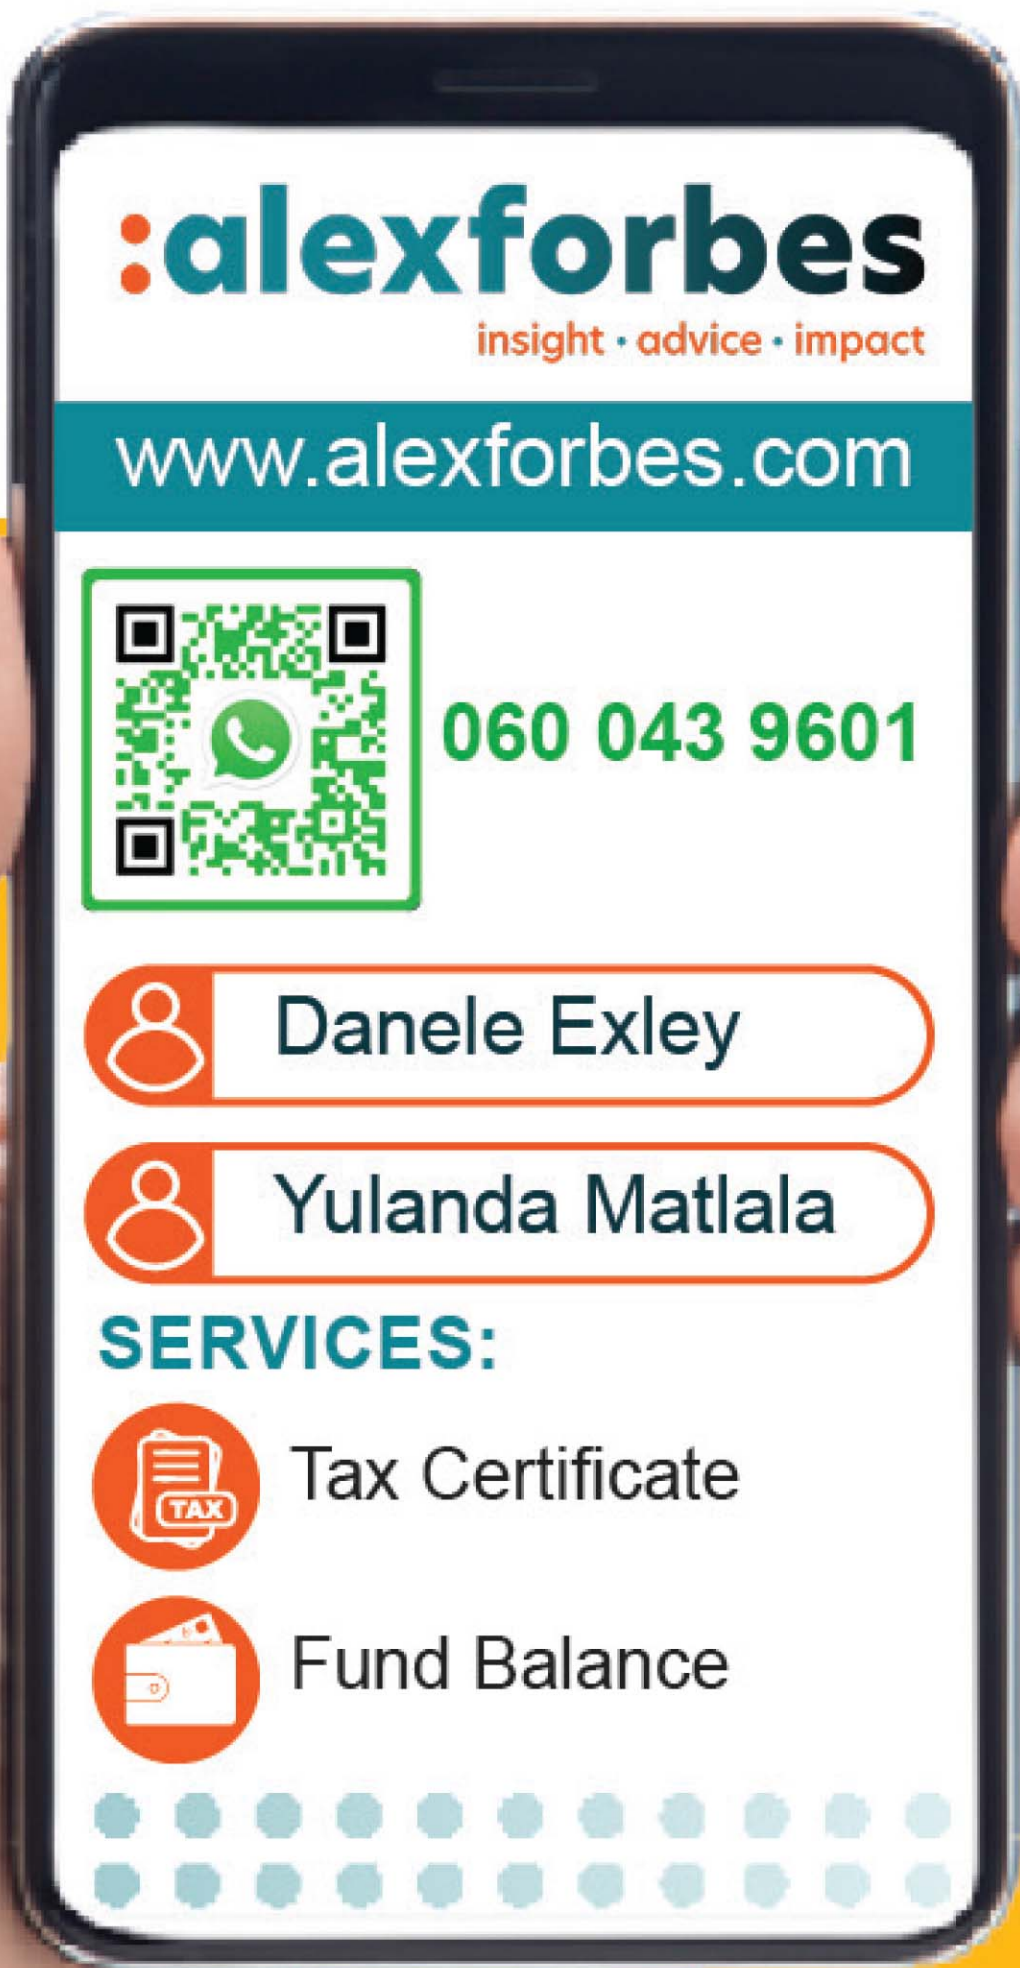 :alexforbes
insight · advice · impact
www.alexforbes.com
060 043 9601
Danele Exley
Yulanda Matlala
SERVICES:
TAX
Tax Certificate
Fund Balance